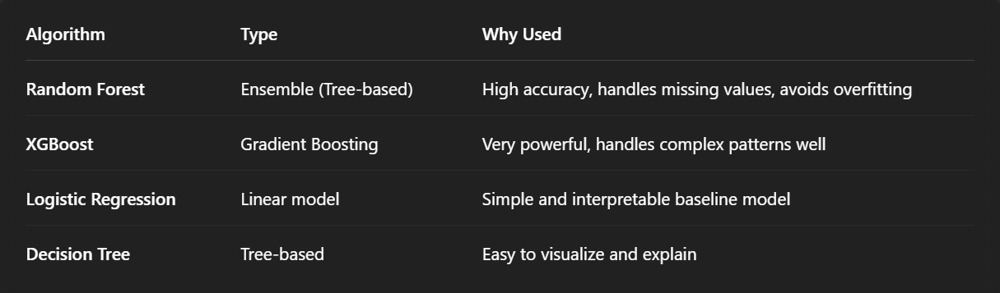 Algorithm Type Why Used
Random Forest Ensemble (Tree-based) High accuracy, handles missing values, avoids overfitting
XGBoost Gradient Boosting Very powerful, handles complex patterns well
Logistic Regression Linear model Simple and interpretable baseline model
Decision Tree Tree-based Easy to visualize and explain